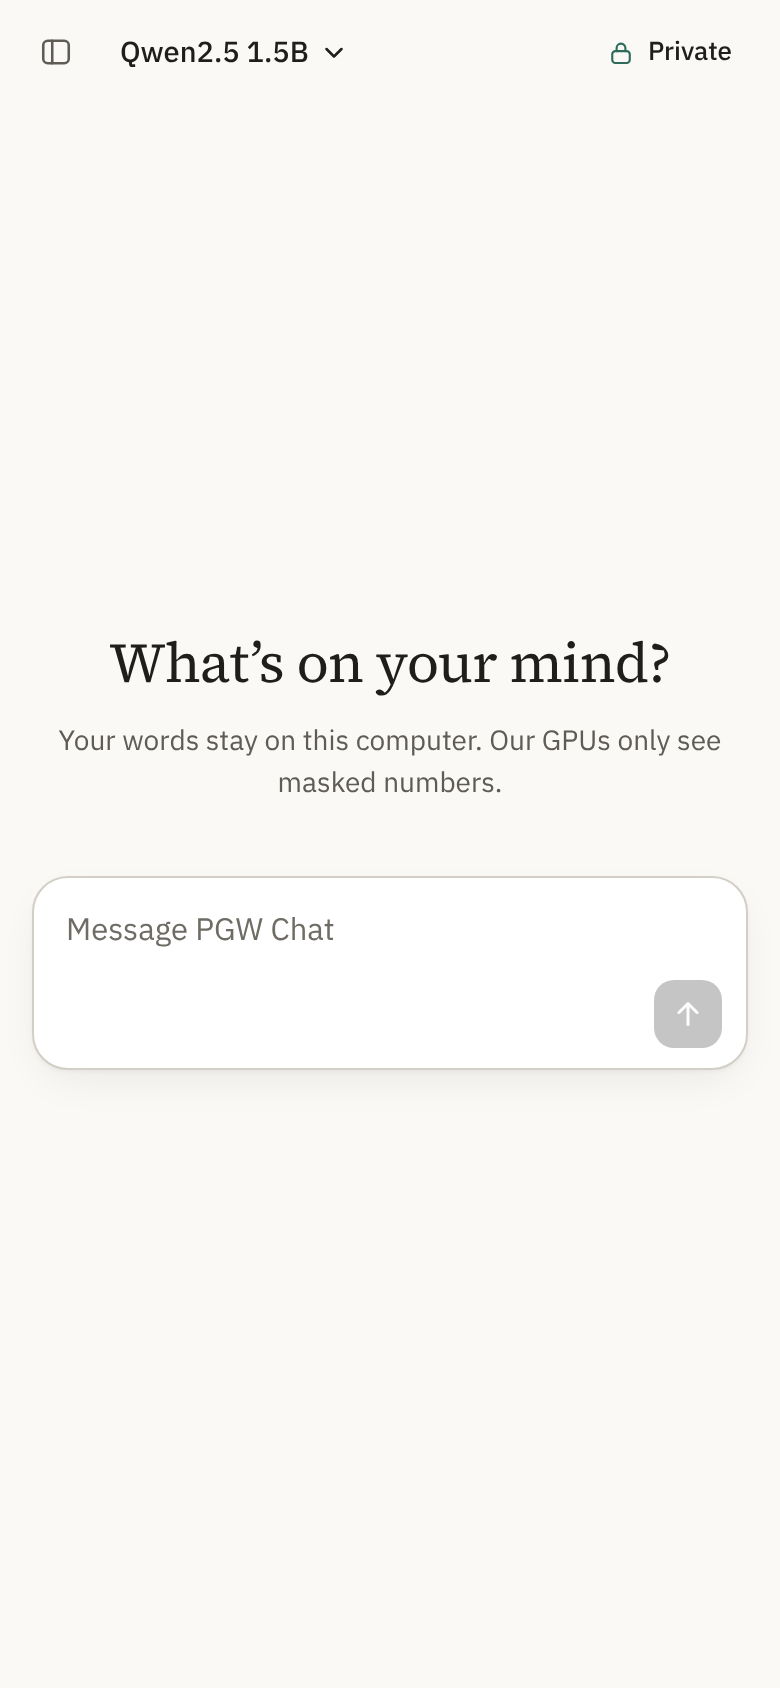 Qwen2.5 1.5B
Private
What’s on your mind?
Your words stay on this computer. Our GPUs only see
masked numbers.
Message PGW Chat